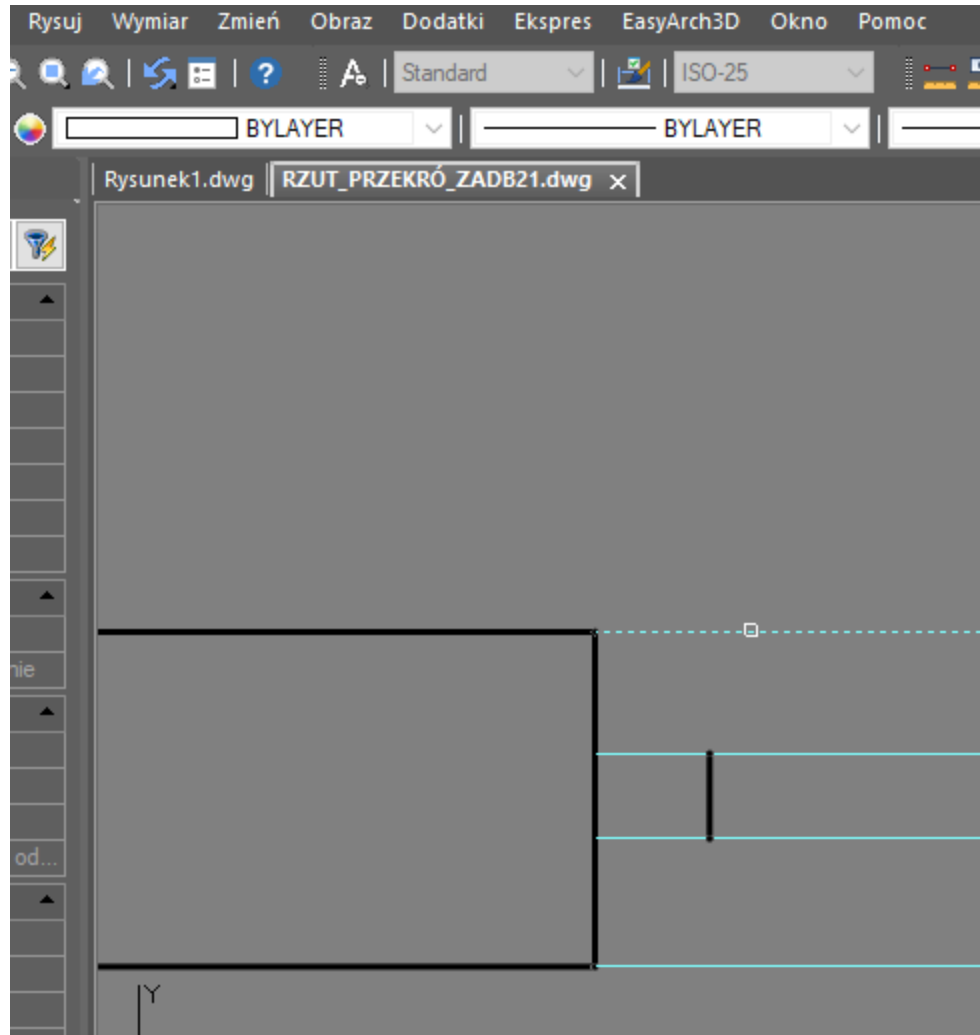 Rysuj Wymiar Zmień Obraz Dodatki Ekspres EasyArch3D Okno Pomoc
Standard ISO-25
BYLAYER BYLAYER
Rysunek1.dwg RZUT_PRZEKRÓ_ZADB21.dwg
nie
od...
Y